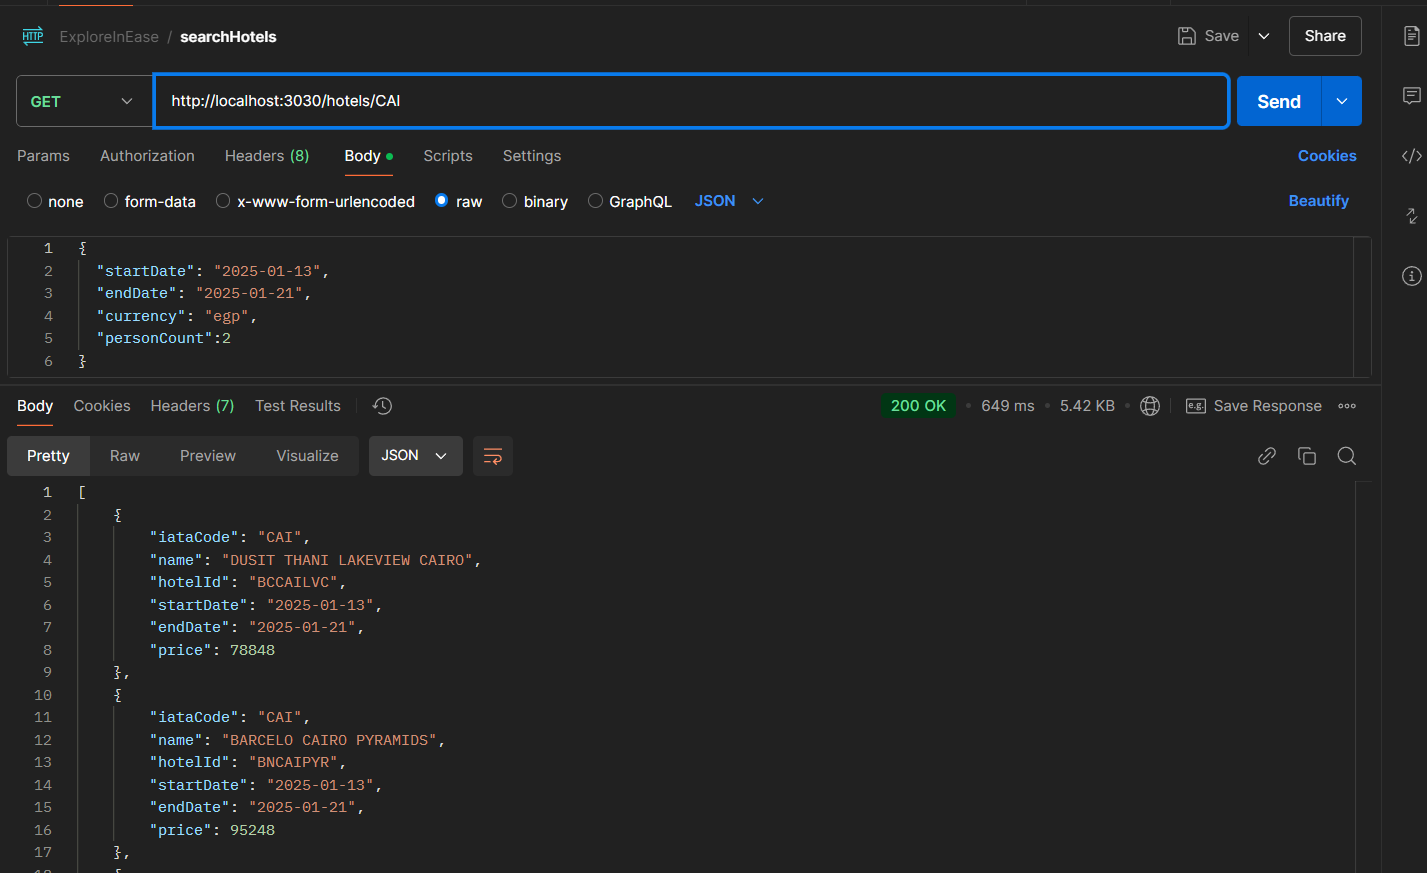 HTTP ExploreInEase / searchHotels Save Share
GET http://localhost:3030/hotels/CAI Send
Params Authorization Headers (8) Body Scripts Settings Cookies
none form-data x-www-form-urlencoded raw binary GraphQL JSON Beautify
1 {
2 "startDate": "2025-01-13",
3 "endDate": "2025-01-21",
4 "currency": "egp",
5 "personCount":2
6 }
Body Cookies Headers (7) Test Results 200 OK 649 ms 5.42 KB e.g. Save Response
Pretty Raw Preview Visualize JSON
1 [
2 {
3 "iataCode": "CAI",
4 "name": "DUSIT THANI LAKEVIEW CAIRO",
5 "hotelId": "BCCAILVC",
6 "startDate": "2025-01-13",
7 "endDate": "2025-01-21",
8 "price": 78848
9 },
10 {
11 "iataCode": "CAI",
12 "name": "BARCELO CAIRO PYRAMIDS",
13 "hotelId": "BNCAIPYR",
14 "startDate": "2025-01-13",
15 "endDate": "2025-01-21",
16 "price": 95248
17 },